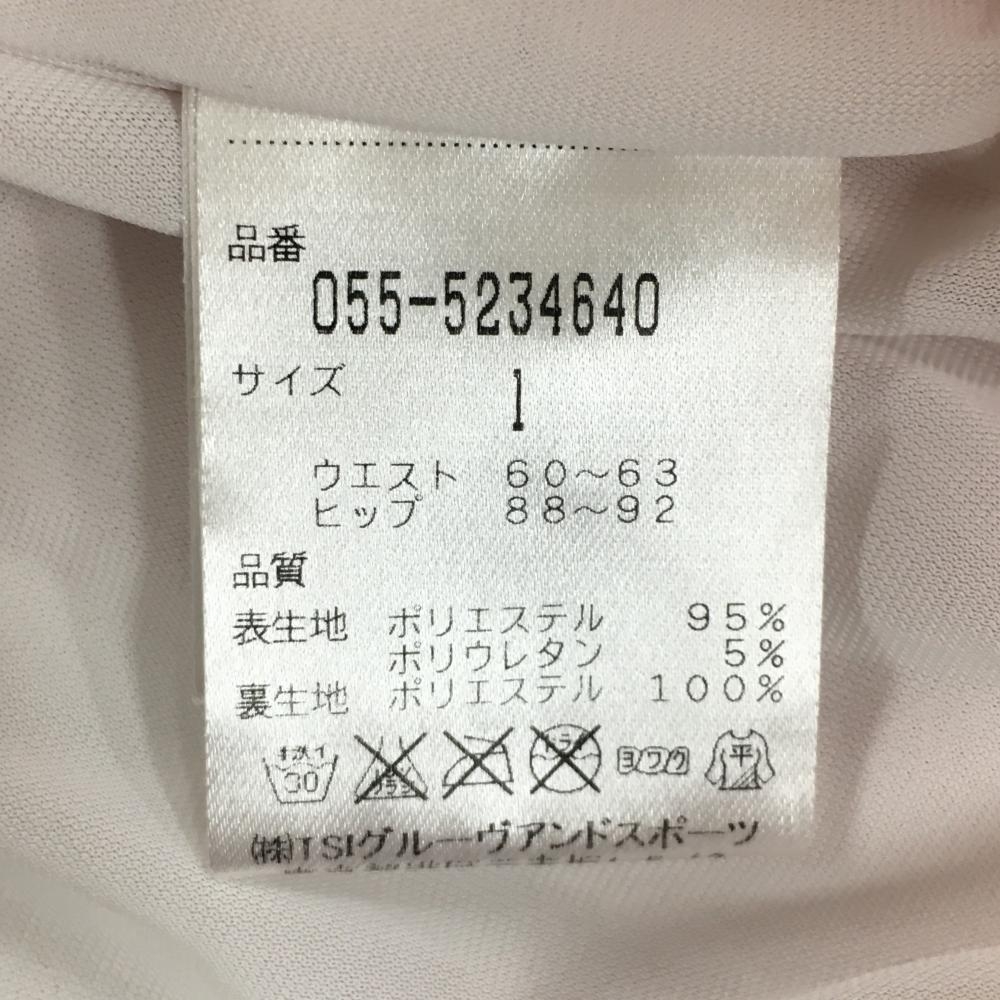 品番
055-5234640
サイズ 1
ウエスト 60～63
ヒップ 88～92
品質
表生地 ポリエステル 95%
ポリウレタン 5%
裏生地 ポリエステル 100%
手洗イ 30 ヨワク 平
㈱TSIグルーヴアンドスポーツ